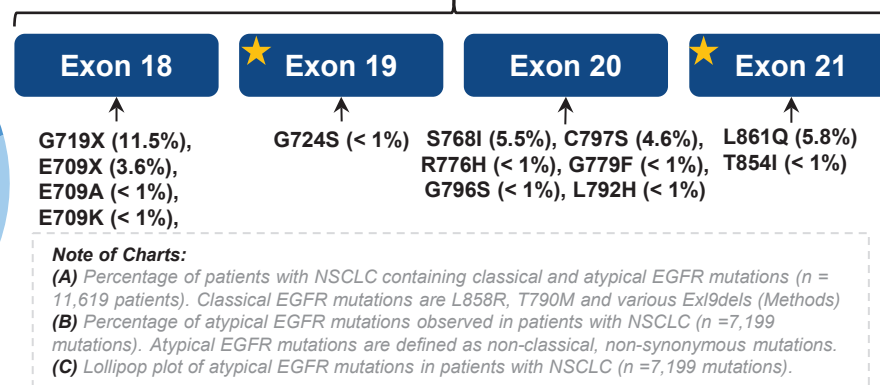 Exon 18
Exon 19
Exon 20
Exon 21
G719X (11.5%),
E709X (3.6%)
E709A (< 1%)
E709K (< 1%),
G724S (< 1%)
S768I (5.5%), C797S (4.6%),
R776H (< 1%), G779F (< 1%),
G796S (< 1%), L792H (< 1%)
L861Q (5.8%)
T854I (< 1%)
Note of Charts:
(A) Percentage of patients with NSCLC containing classical and atypical EGFR mutations (n =
11,619 patients). Classical EGFR mutations are L858R, T790M and various Exl9dels (Methods)
(B) Percentage of atypical EGFR mutations observed in patients with NSCLC (n =7,199
mutations). Atypical EGFR mutations are defined as non-classical, non-synonymous mutations.
(C) Lollipop plot of atypical EGFR mutations in patients with NSCLC (n =7,199 mutations).